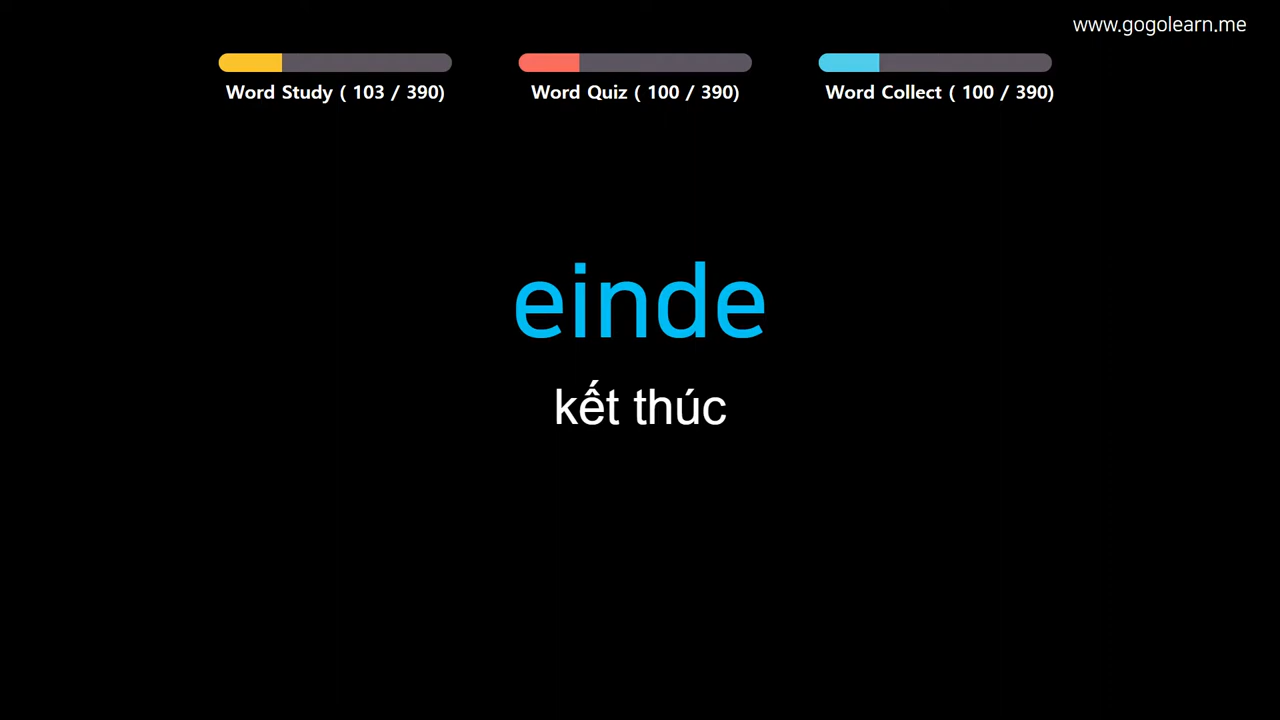 www.gogolearn.me
Word Study ( 103 / 390)
Word Quiz ( 100 / 390)
Word Collect ( 100 / 390)
einde
kết thúc